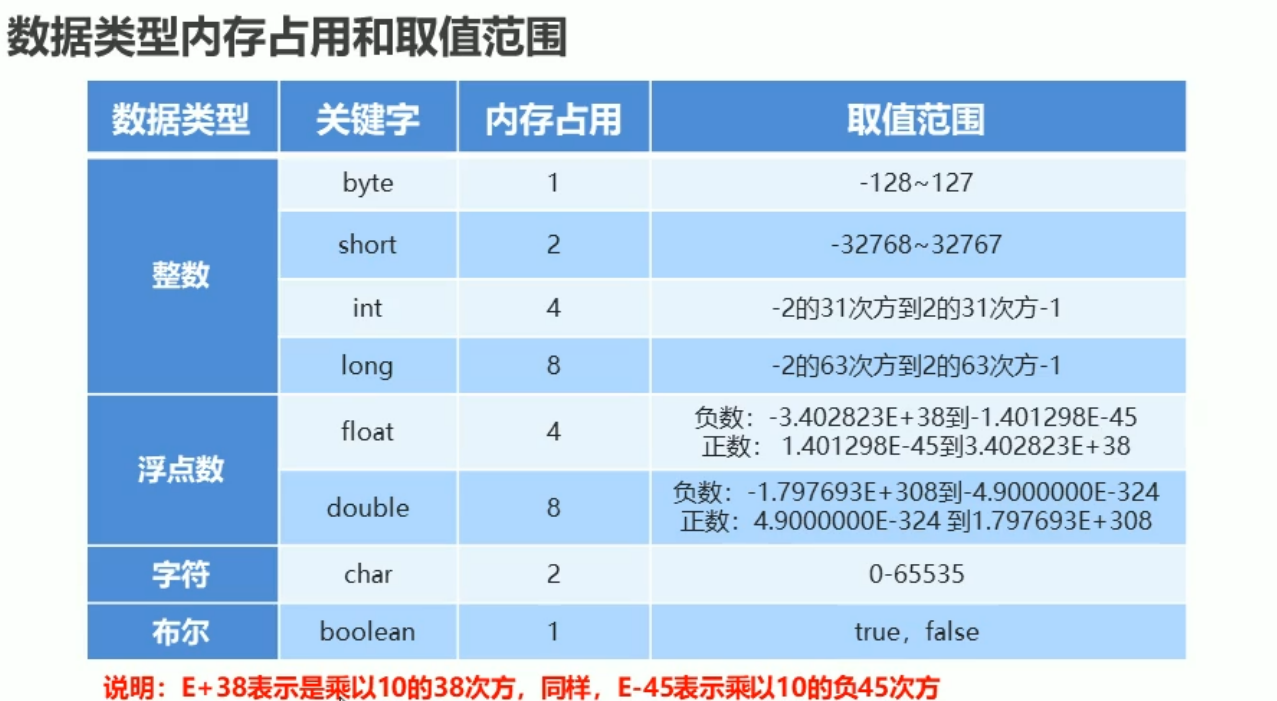 数据类型内存占用和取值范围
数据类型 关键字 内存占用 取值范围
整数
byte 1 -128~127
short 2 -32768~32767
int 4 -2的31次方到2的31次方-1
long 8 -2的63次方到2的63次方-1
浮点数
float 4 负数：-3.402823E+38到-1.401298E-45
正数： 1.401298E-45到3.402823E+38
double 8 负数：-1.797693E+308到-4.9000000E-324
正数：4.9000000E-324 到1.797693E+308
字符 char 2 0-65535
布尔 boolean 1 true，false
说明：E+38表示是乘以10的38次方，同样，E-45表示乘以10的负45次方